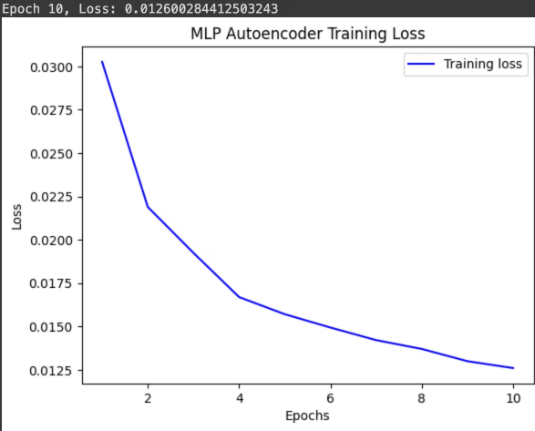 Epoch 10, Loss: 0.012600284412503243
MLP Autoencoder Training Loss
Training loss
0.0300
0.0275
0.0250
0.0225
0.0200
0.0175
0.0150
0.0125
Loss
2 4 6 8 10
Epochs